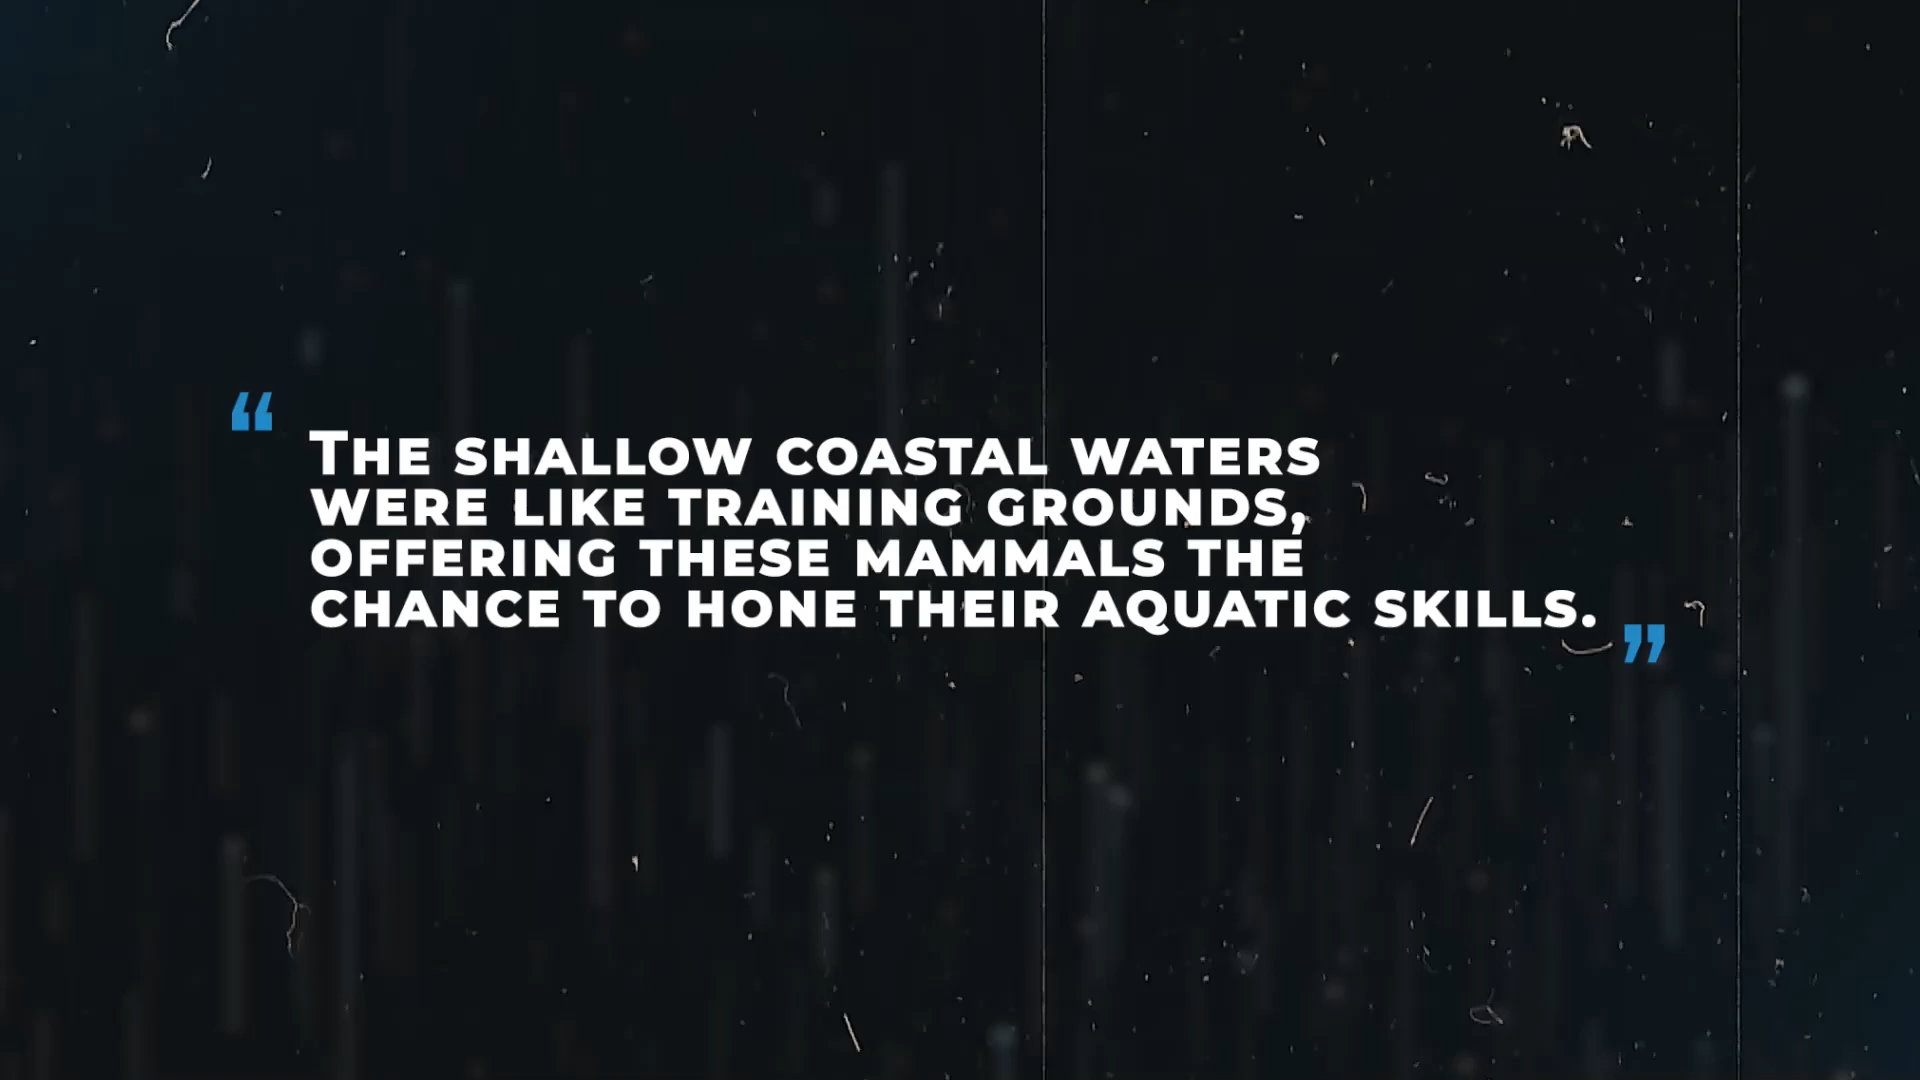 “The shallow coastal waters
were like training grounds,
offering these mammals the
chance to hone their aquatic skills.”